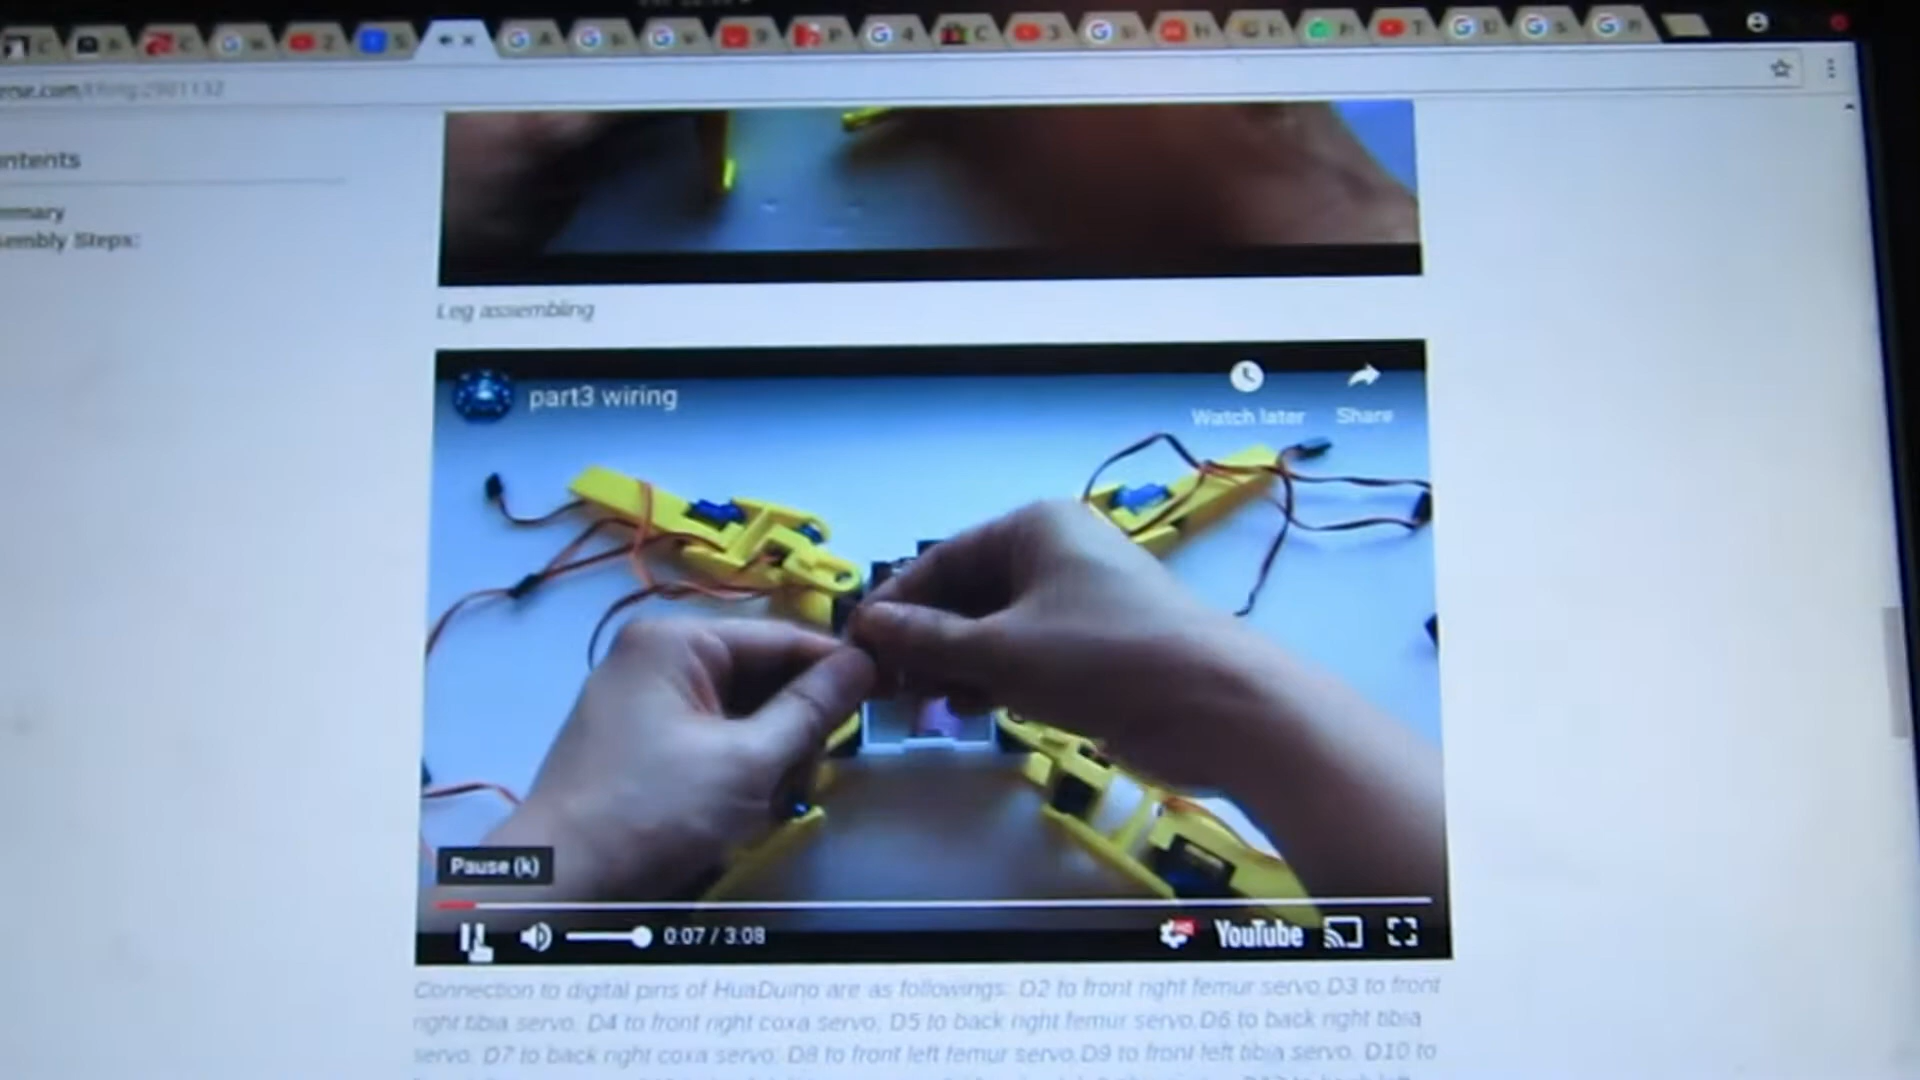 ntents
mmary
sembly Steps:
Leg assembling
part3 wiring
Watch later
Share
Pause (k)
0:07 / 3:08
YouTube
Connection to digital pins of HuaDuino are as followings: D2 to front right femur servo,D3 to front
right tibia servo, D4 to front right coxa servo, D5 to back right femur servo,D6 to back right tibia
servo, D7 to back right coxa servo; D8 to front left femur servo,D9 to front left tibia servo, D10 to